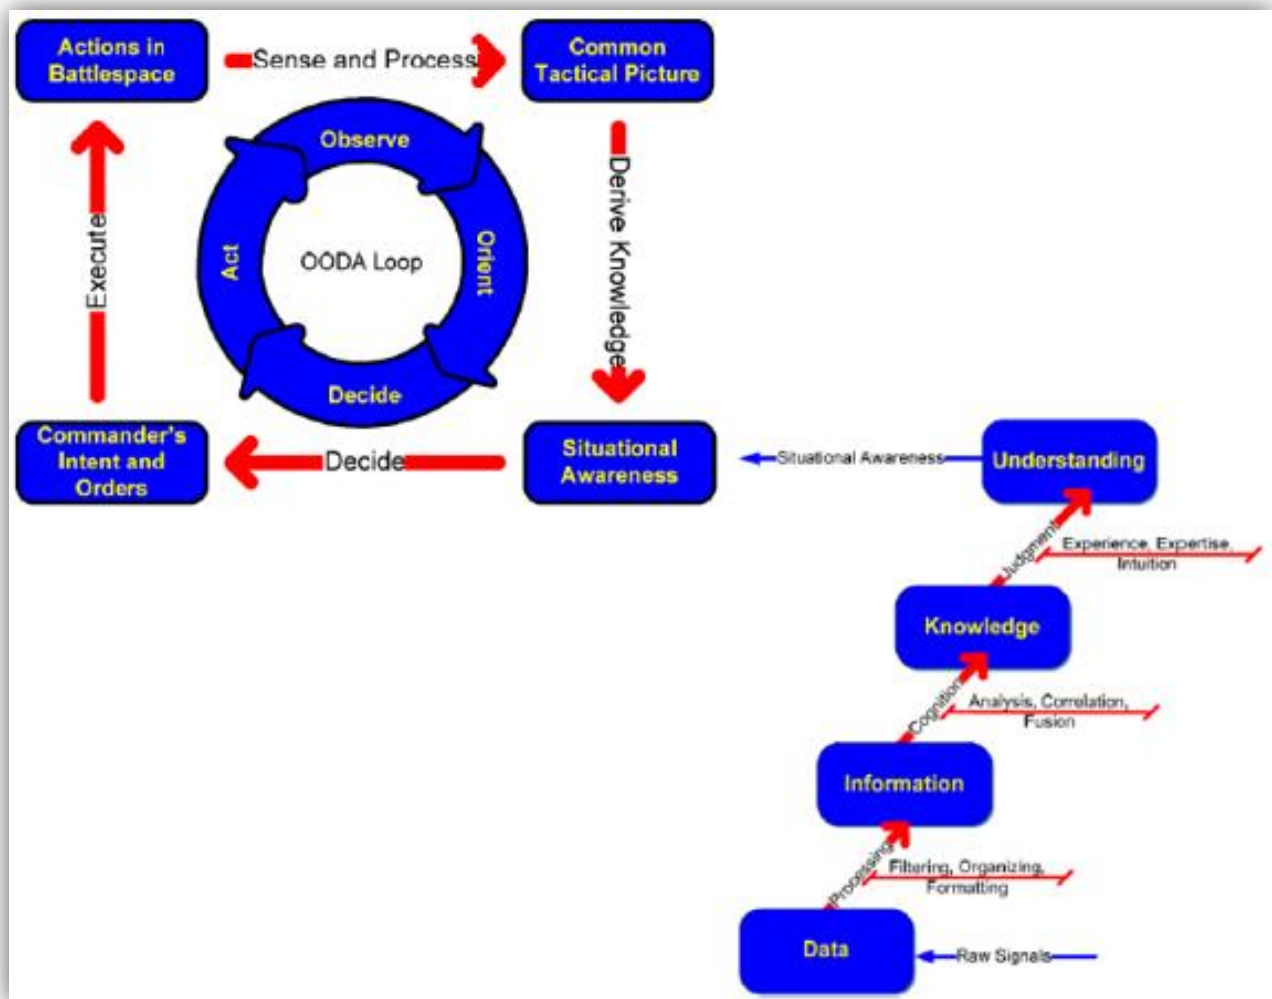 Actions in
Battlespace
Sense and Process
Common
Tactical Picture
Observe
Orient
Decide
Act
OODA Loop
Derive Knowledge
Execute
Commander's
Intent and
Orders
Decide
Situational
Awareness
Situational Awareness
Understanding
Judgment
Experience, Expertise,
Intuition
Knowledge
Cognition
Analysis, Correlation,
Fusion
Information
Processing
Filtering, Organizing,
Formatting
Data
Raw Signals